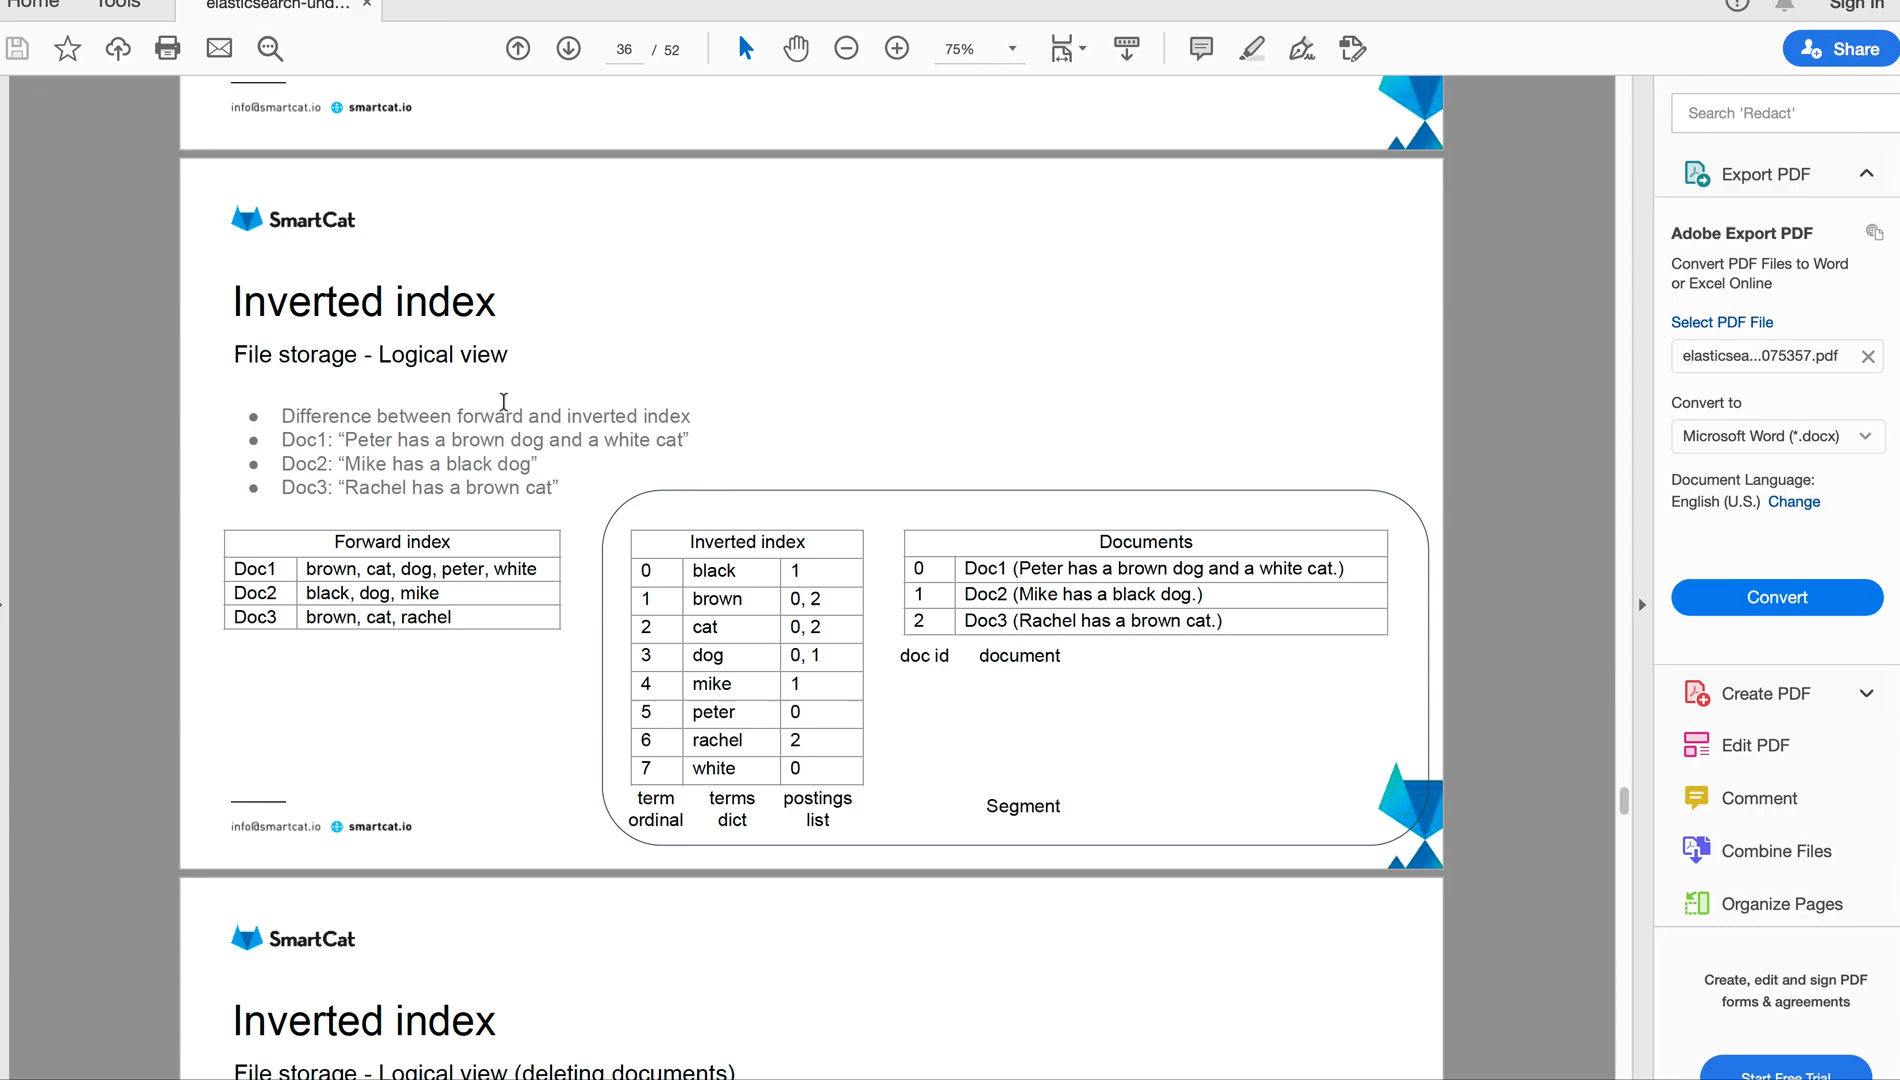 Home Tools elasticsearch-und... × Sign In
36 / 52 75% Share
info@smartcat.io smartcat.io
SmartCat
Inverted index
File storage - Logical view
● Difference between forward and inverted index
● Doc1: “Peter has a brown dog and a white cat”
● Doc2: “Mike has a black dog”
● Doc3: “Rachel has a brown cat”
Forward index
Doc1 brown, cat, dog, peter, white
Doc2 black, dog, mike
Doc3 brown, cat, rachel
Inverted index
0 black 1
1 brown 0, 2
2 cat 0, 2
3 dog 0, 1
4 mike 1
5 peter 0
6 rachel 2
7 white 0
term terms postings
ordinal dict list
Documents
0 Doc1 (Peter has a brown dog and a white cat.)
1 Doc2 (Mike has a black dog.)
2 Doc3 (Rachel has a brown cat.)
doc id document
Segment
info@smartcat.io smartcat.io
SmartCat
Inverted index
File storage - Logical view (deleting documents)
Search 'Redact'
Export PDF
Adobe Export PDF
Convert PDF Files to Word
or Excel Online
Select PDF File
elasticsea...075357.pdf
Convert to
Microsoft Word (*.docx)
Document Language:
English (U.S.) Change
Convert
Create PDF
Edit PDF
Comment
Combine Files
Organize Pages
Create, edit and sign PDF
forms & agreements
Start Free Trial